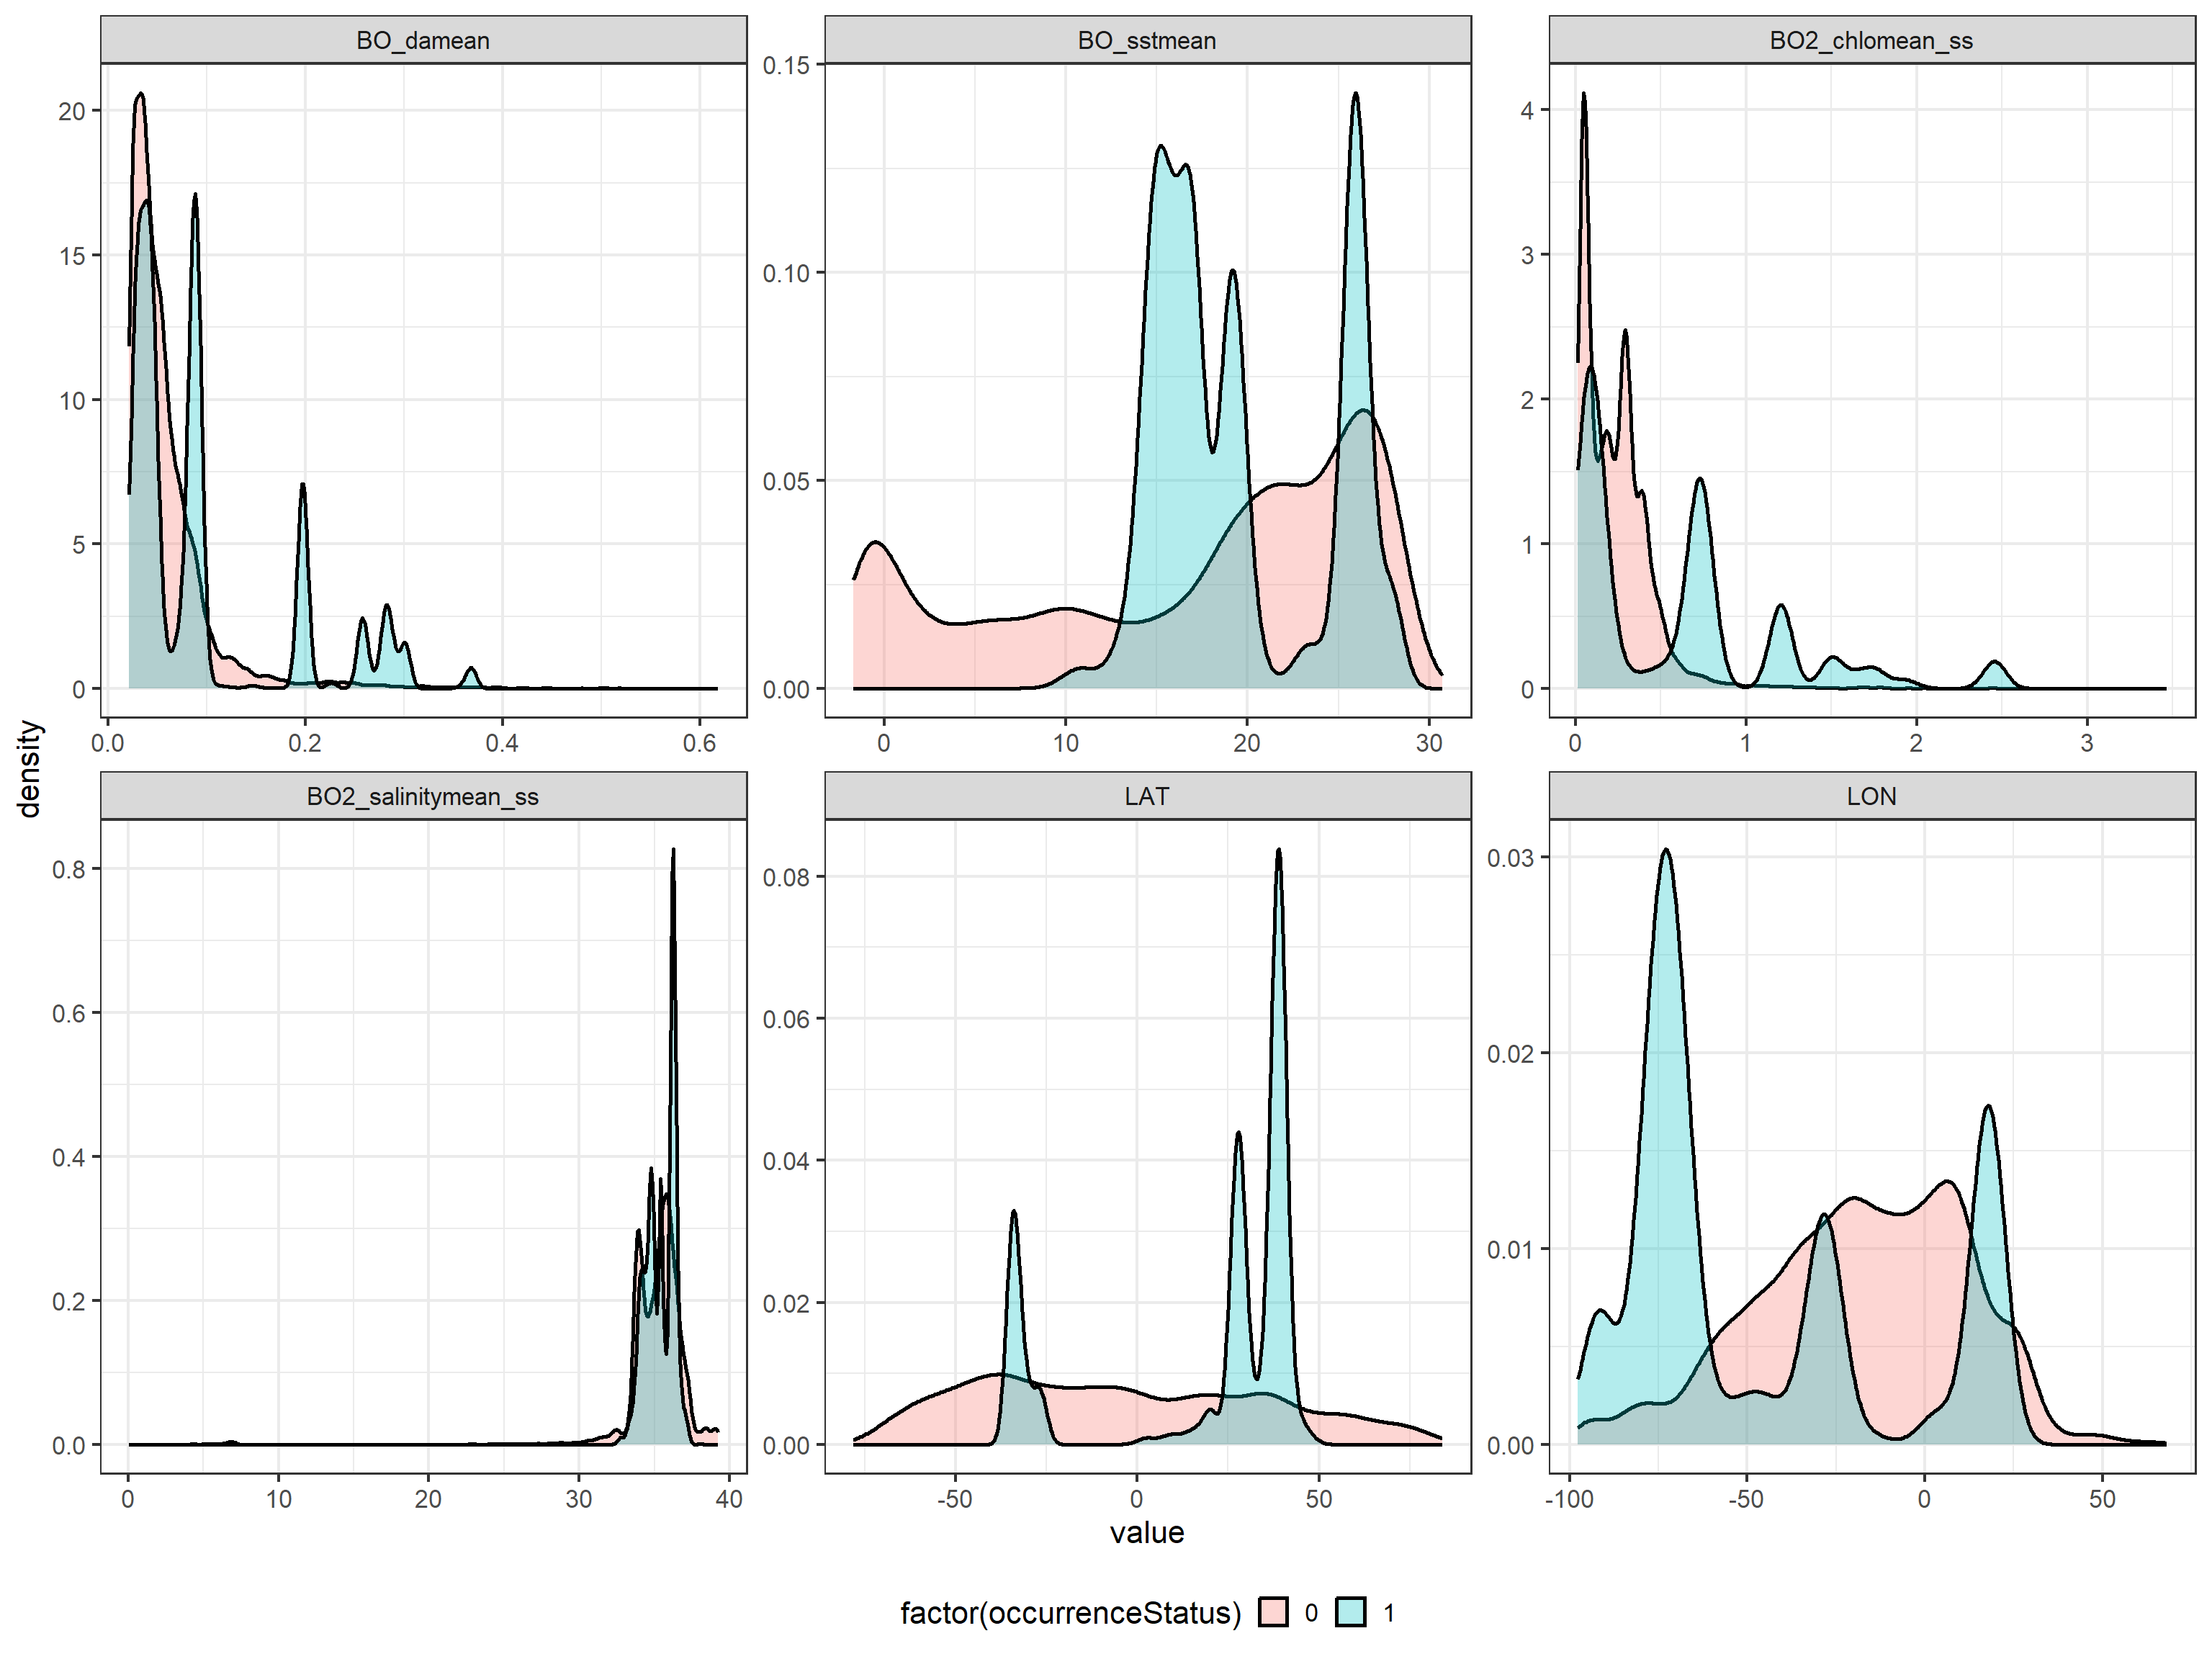 BO_damean
BO_sstmean
BO2_chlomean_ss
20
15
10
5
0
0.0 0.2 0.4 0.6
0.15
0.10
0.05
0.00
0 10 20 30
4
3
2
1
0
0 1 2 3
density
BO2_salinitymean_ss
LAT
LON
0.8
0.6
0.4
0.2
0.0
0 10 20 30 40
0.08
0.06
0.04
0.02
0.00
-50 0 50
0.03
0.02
0.01
0.00
-100 -50 0 50
value
factor(occurrenceStatus) 0 1